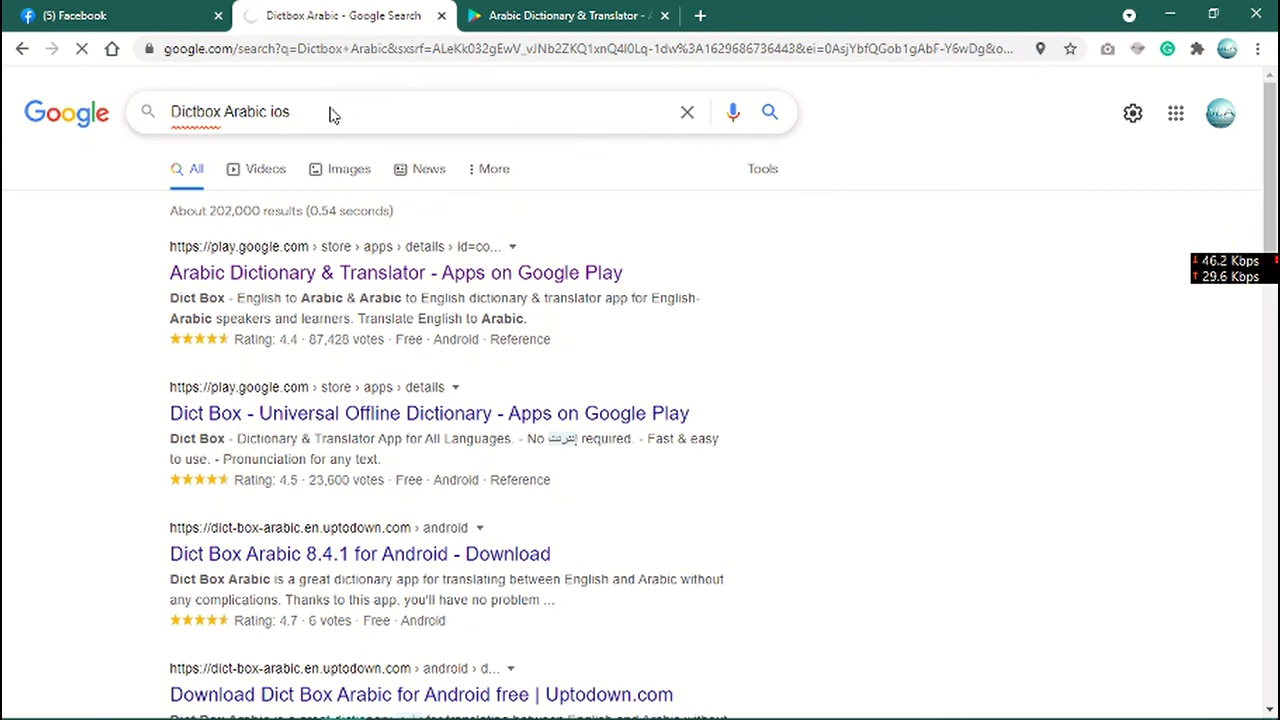 (5) Facebook
Dictbox Arabic - Google Search
Arabic Dictionary & Translator - A
google.com/search?q=Dictbox+Arabic&sxsrf=ALeKk032gEwV_vJNb2ZKQ1xnQ4l0Lq-1dw%3A1629686736443&ei=0AsjYbfQGob1gAbF-Y6wDg&o...
Google
Dictbox Arabic ios
All
Videos
Images
News
More
Tools
About 202,000 results (0.54 seconds)
https://play.google.com › store › apps › details › id=co...
Arabic Dictionary & Translator - Apps on Google Play
Dict Box - English to Arabic & Arabic to English dictionary & translator app for English-
Arabic speakers and learners. Translate English to Arabic.
Rating: 4.4 · 87,428 votes · Free · Android · Reference
46.2 Kbps
29.6 Kbps
https://play.google.com › store › apps › details
Dict Box - Universal Offline Dictionary - Apps on Google Play
Dict Box - Dictionary & Translator App for All Languages. - No إنترنت required. - Fast & easy
to use. - Pronunciation for any text.
Rating: 4.5 · 23,600 votes · Free · Android · Reference
https://dict-box-arabic.en.uptodown.com › android
Dict Box Arabic 8.4.1 for Android - Download
Dict Box Arabic is a great dictionary app for translating between English and Arabic without
any complications. Thanks to this app, you'll have no problem ...
Rating: 4.7 · 6 votes · Free · Android
https://dict-box-arabic.en.uptodown.com › android › d...
Download Dict Box Arabic for Android free | Uptodown.com